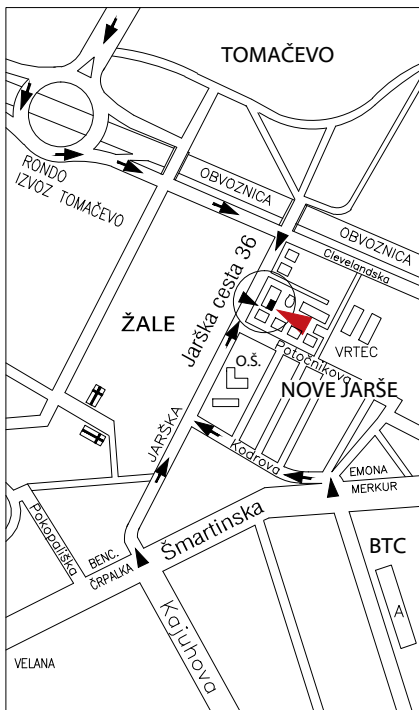 TOMAČEVO
RONDO
IZVOZ TOMAČEVO
OBVOZNICA
OBVOZNICA
Clevelandska
Jarška cesta 36
ŽALE
O.Š.
VRTEC
Potočnikova
NOVE JARŠE
JARŠKA
Kodrova
EMONA
MERKUR
Šmartinska
Pokopališka
BENC.
ČRPALKA
BTC
A
Kajuhova
VELANA